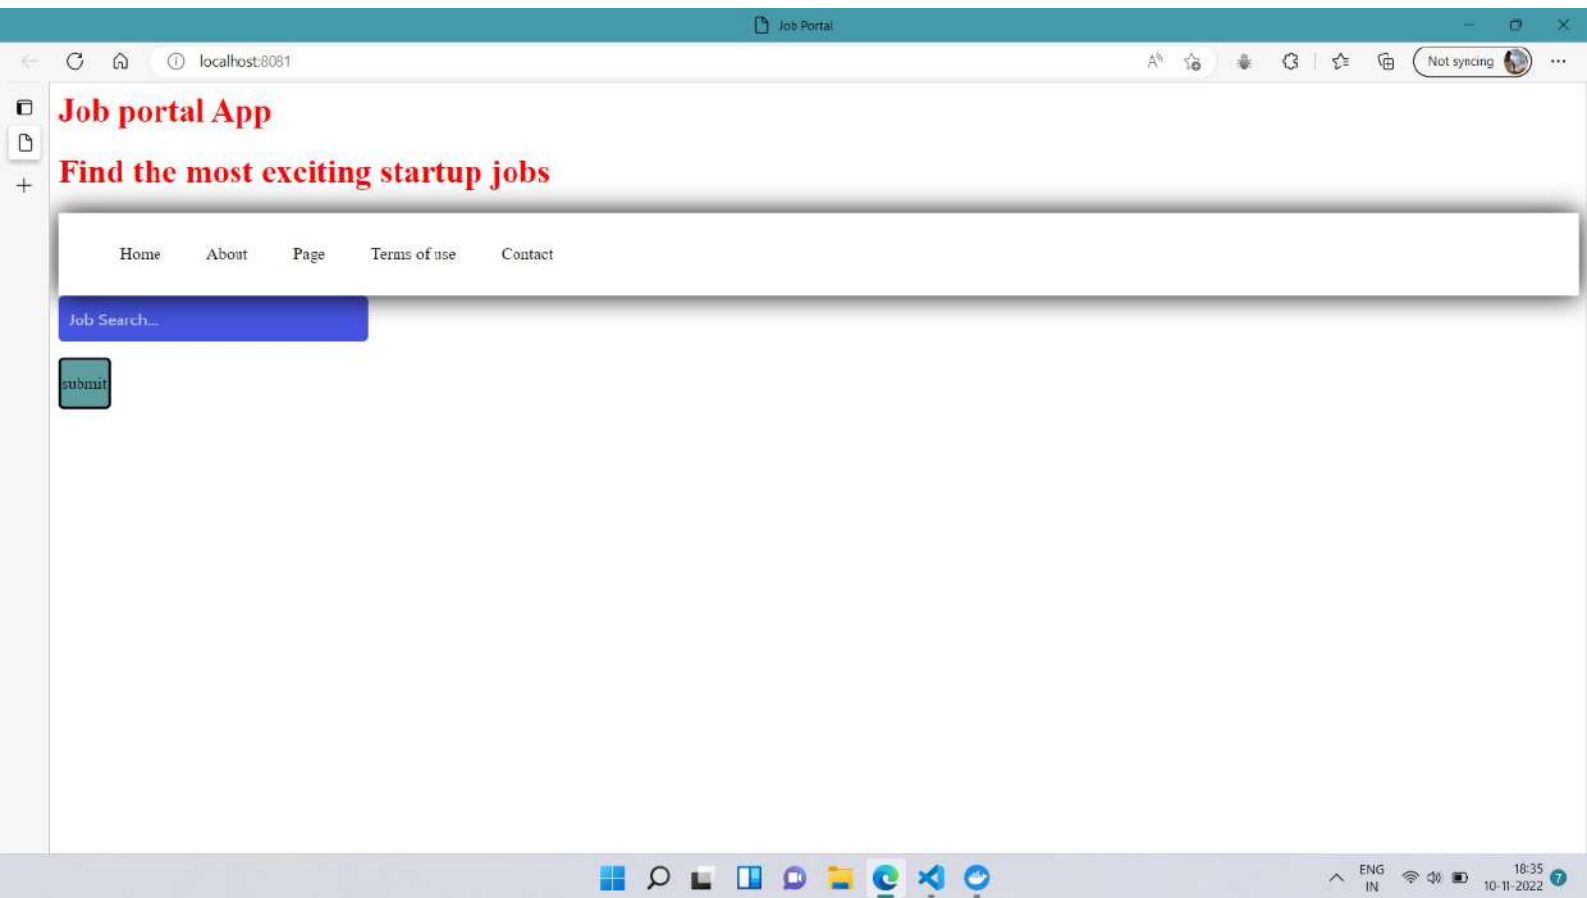 Job Portal
localhost:8081
Not syncing
Job portal App
Find the most exciting startup jobs
Home About Page Terms of use Contact
Job Search...
submit
ENG
IN
18:35
10-11-2022
7